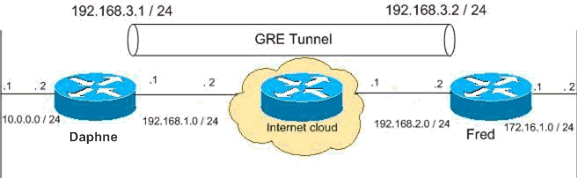 192.168.3.1 / 24
192.168.3.2 / 24
GRE Tunnel
.1
. 2
.1
. 2
.1
.2
.1
. 2
10.0.0.0 / 24
192.168.1.0 / 24
Internet cloud
192.168.2.0 / 24
172.16.1.0 / 24
Daphne
Fred